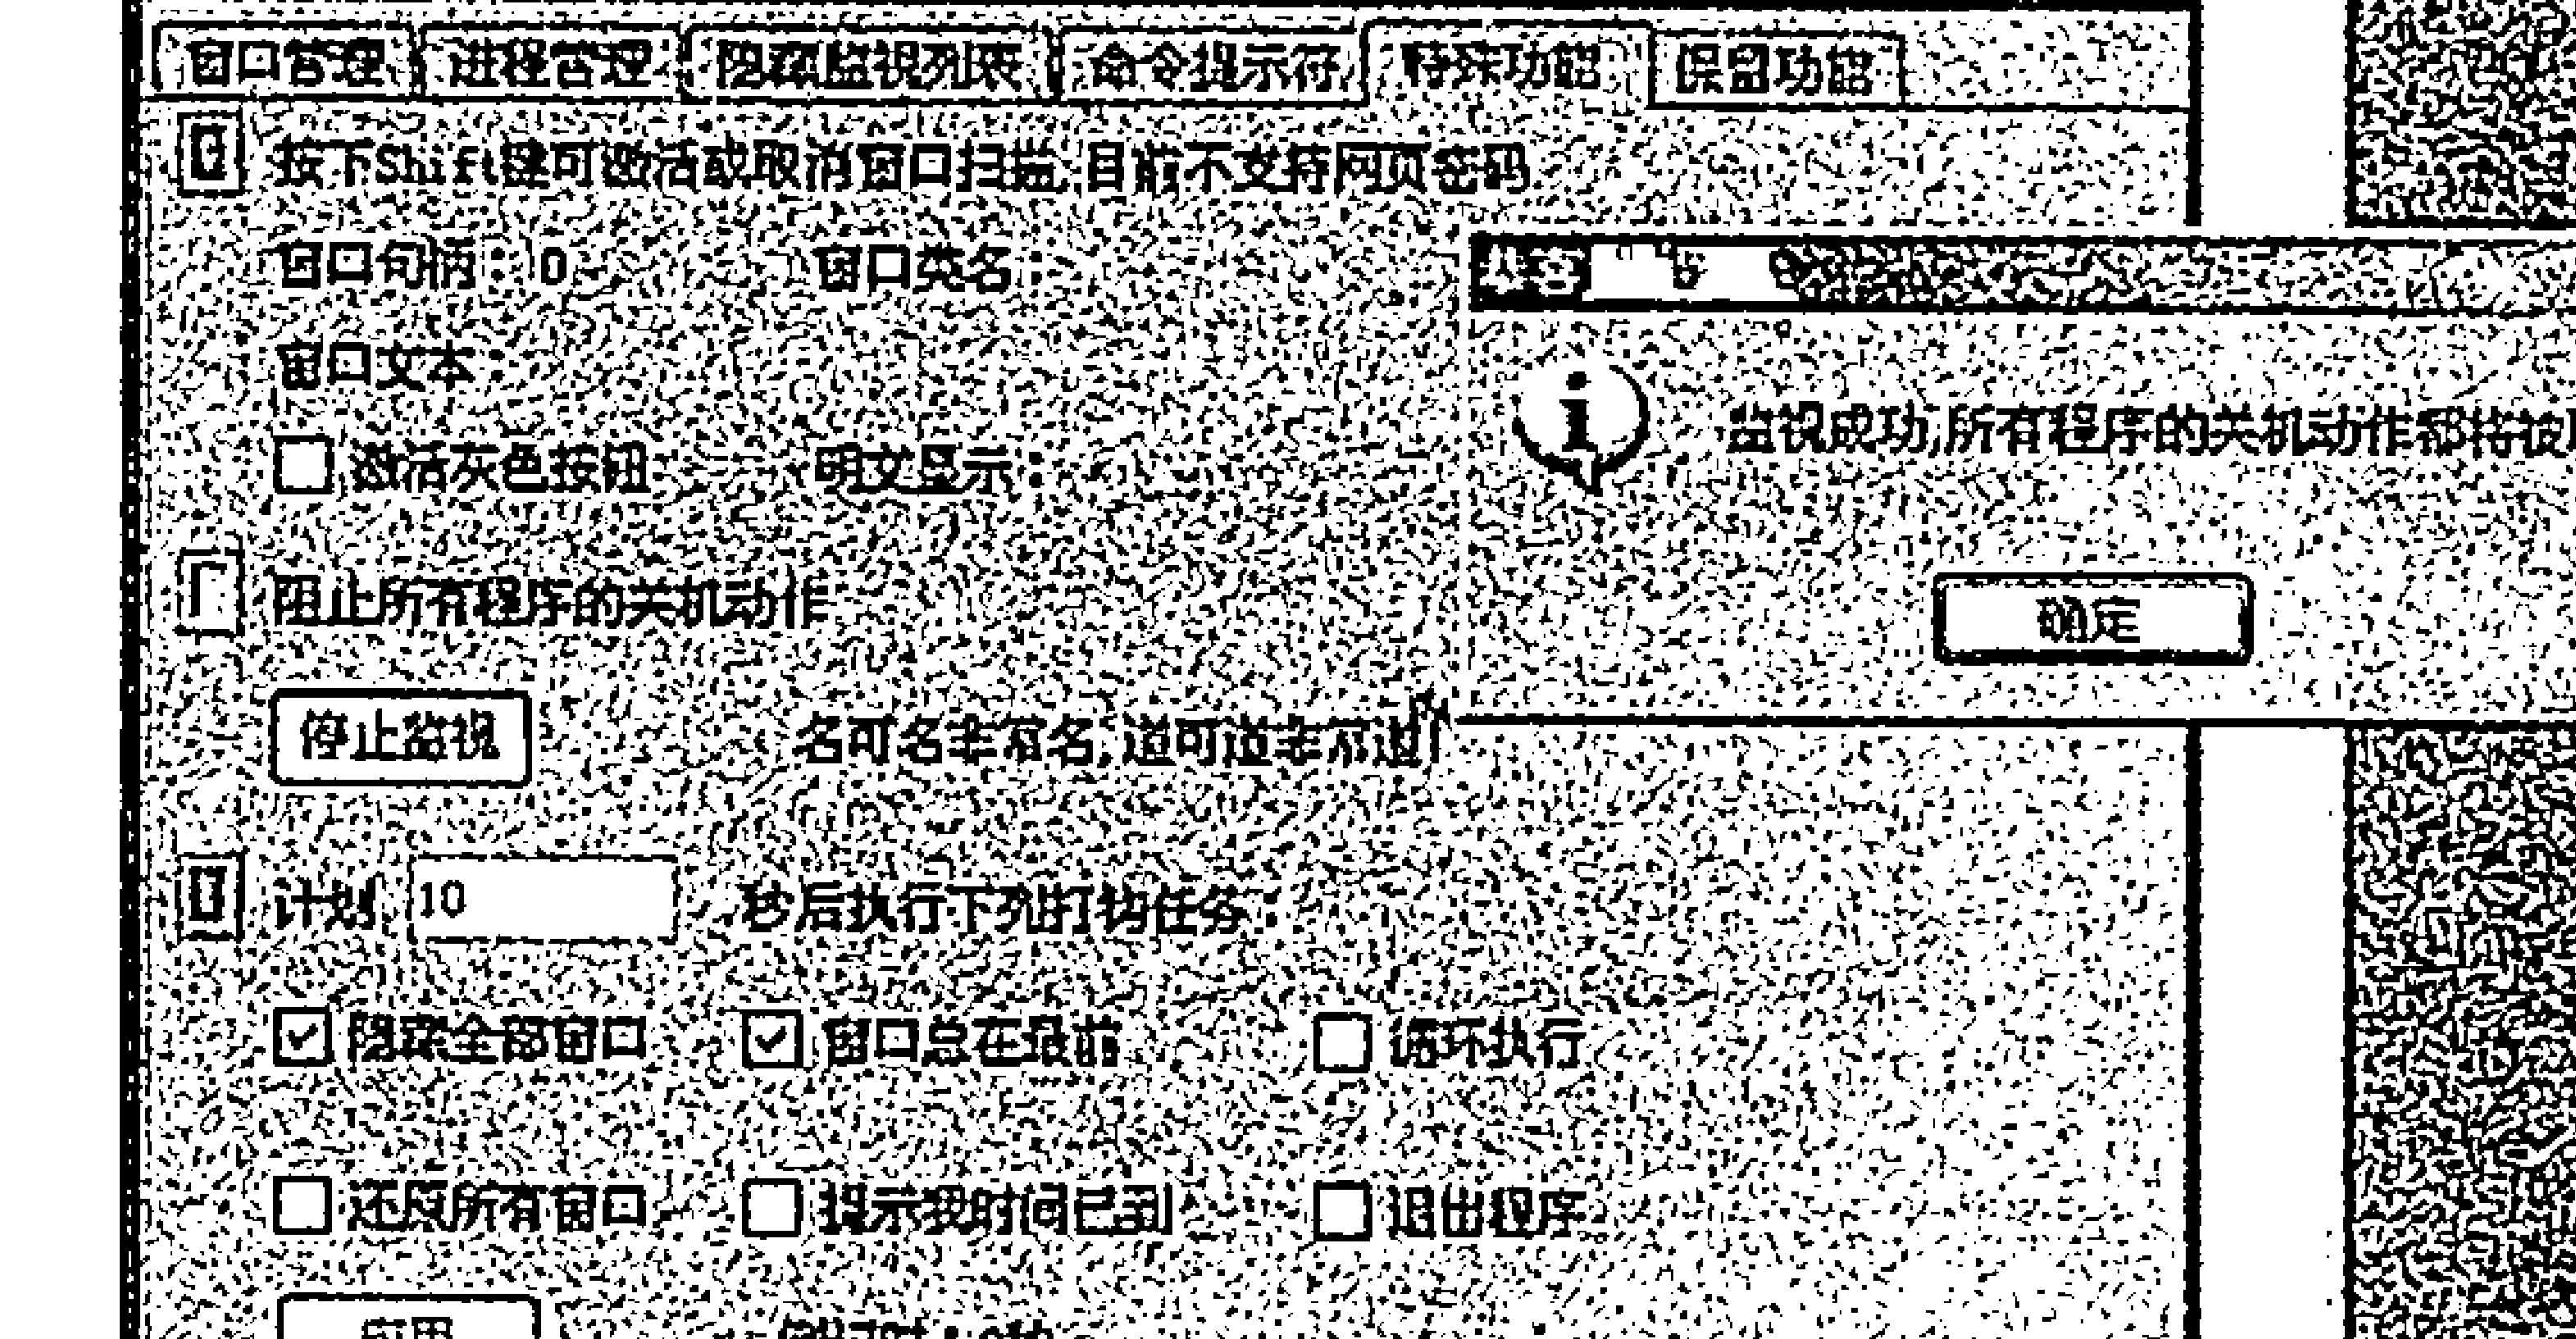 窗口管理 进程管理 隐藏监视列表 命令提示符 特殊功能 保留功能
按下Shift键可激活或取消窗口扫描,目前不支持网页密码
窗口句柄: 0 窗口类名:
窗口文本:
监视成功,所有程序的关机动作都将被
激活灰色按钮 明文显示:
阻止所有程序的关机动作
确定
停止监视 名可名非常名,道可道非常道
计划 10 秒后执行下列打钩任务:
隐藏全部窗口 窗口总在最前 循环执行
还原所有窗口 提示我时间已到 退出程序
应用